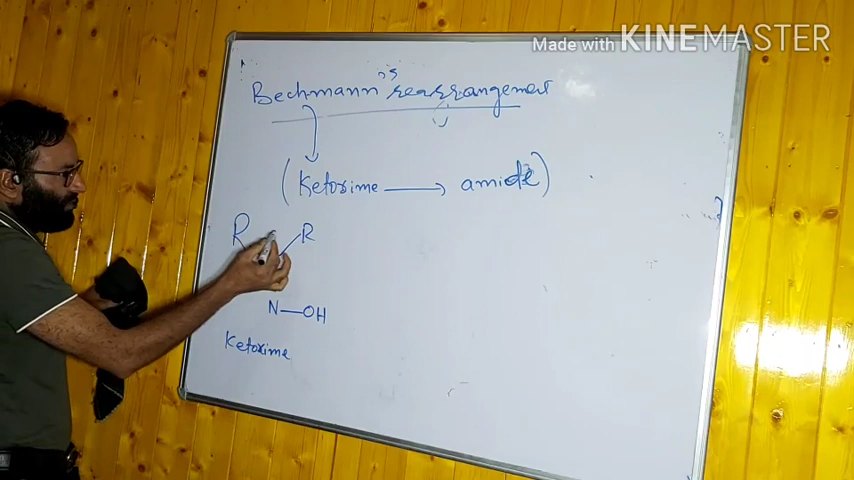 Made with KINEMASTER
Bechmann's rearrangement
(Ketoxime → amide)
R R
N—OH
Ketoxime